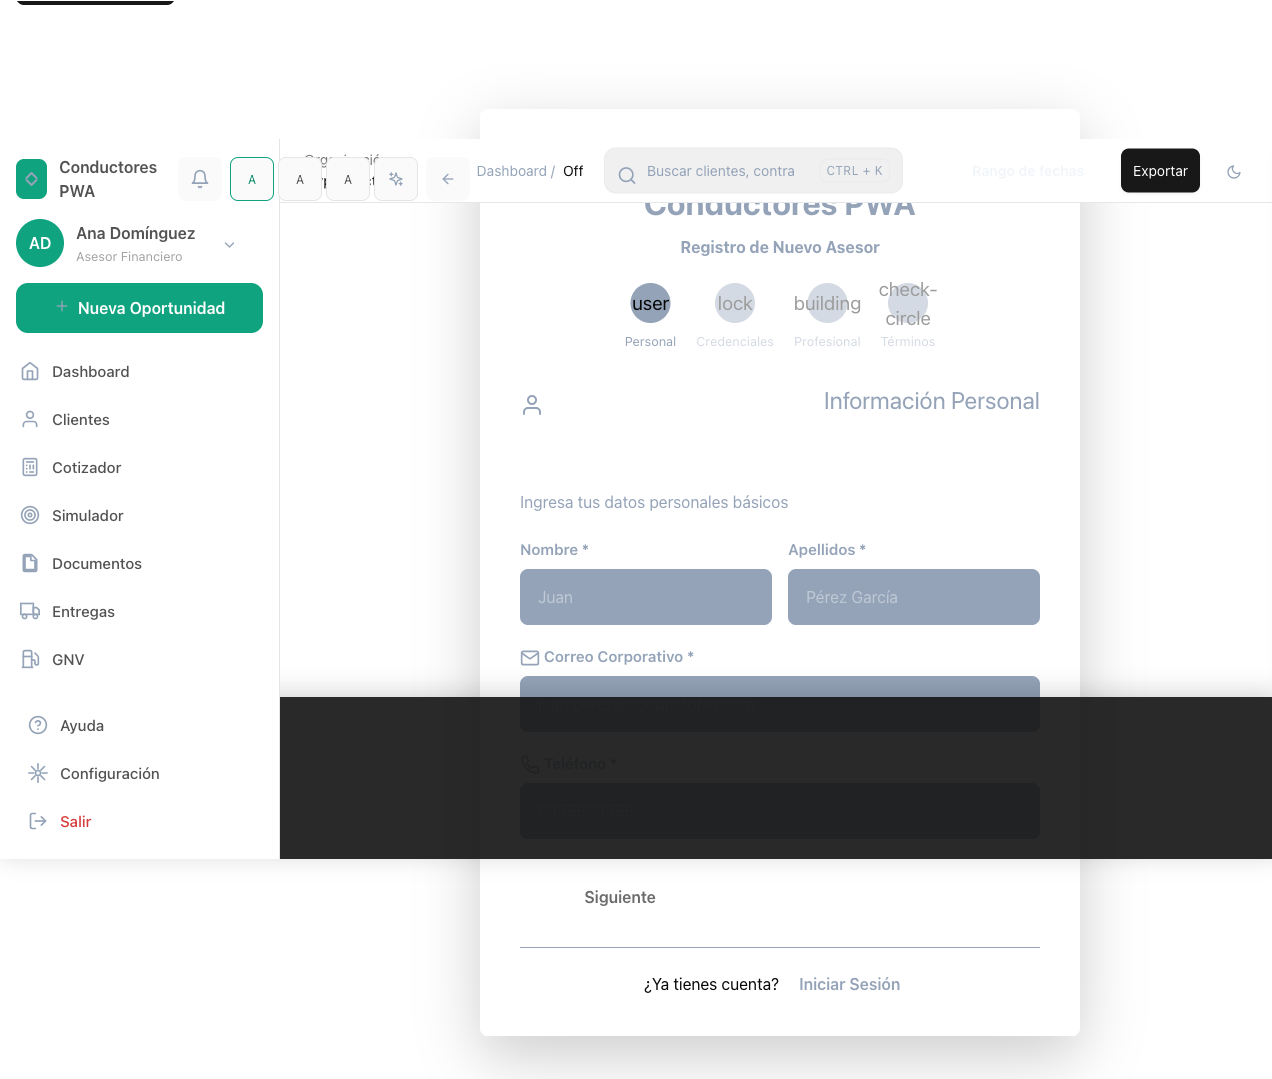 Conductores
PWA
A
A
A
Dashboard / Off
Buscar clientes, contra
CTRL + K
Rango de fechas
Exportar
AD
Ana Domínguez
Asesor Financiero
Nueva Oportunidad
Dashboard
Clientes
Cotizador
Simulador
Documentos
Entregas
GNV
Ayuda
Configuración
Salir
Conductores PWA
Registro de Nuevo Asesor
user
lock
building
check-
circle
Personal
Credenciales
Profesional
Términos
Información Personal
Ingresa tus datos personales básicos
Nombre *
Apellidos *
Juan
Pérez García
Correo Corporativo *
Teléfono *
Siguiente
¿Ya tienes cuenta? Iniciar Sesión